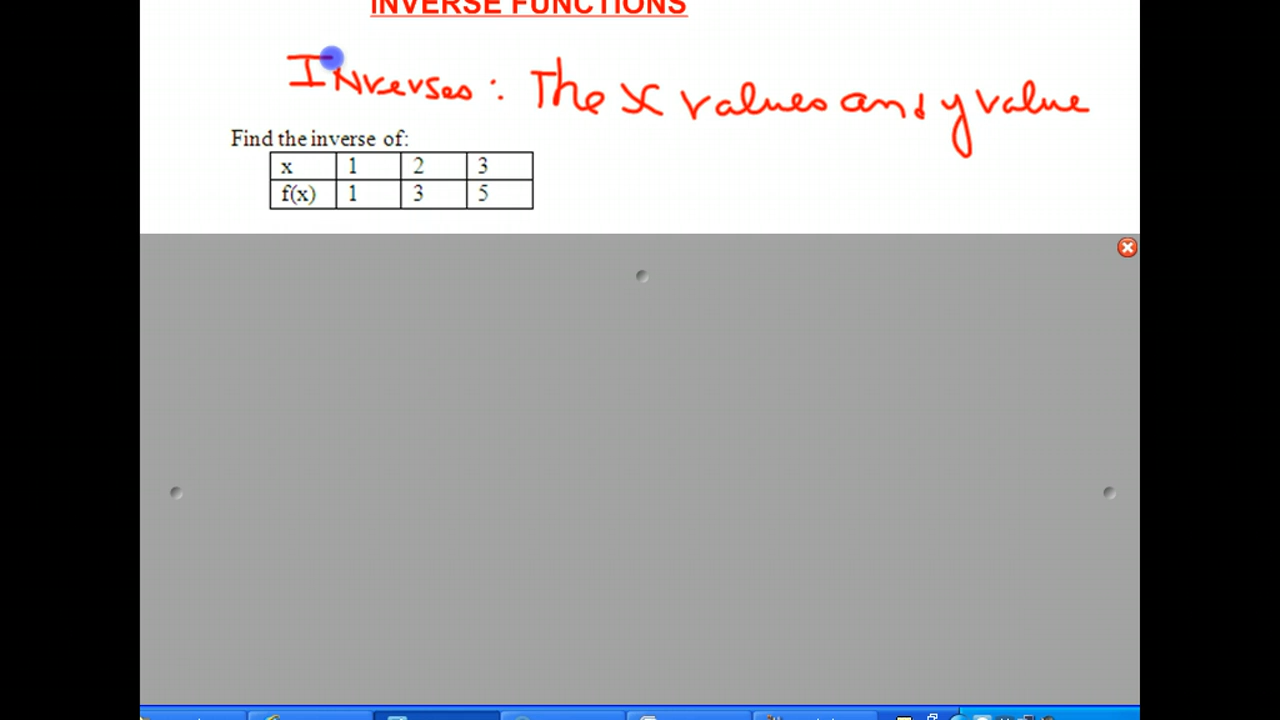 INVERSE FUNCTIONS
Inverses: The x values and y value
Find the inverse of:
x 1 2 3
f(x) 1 3 5